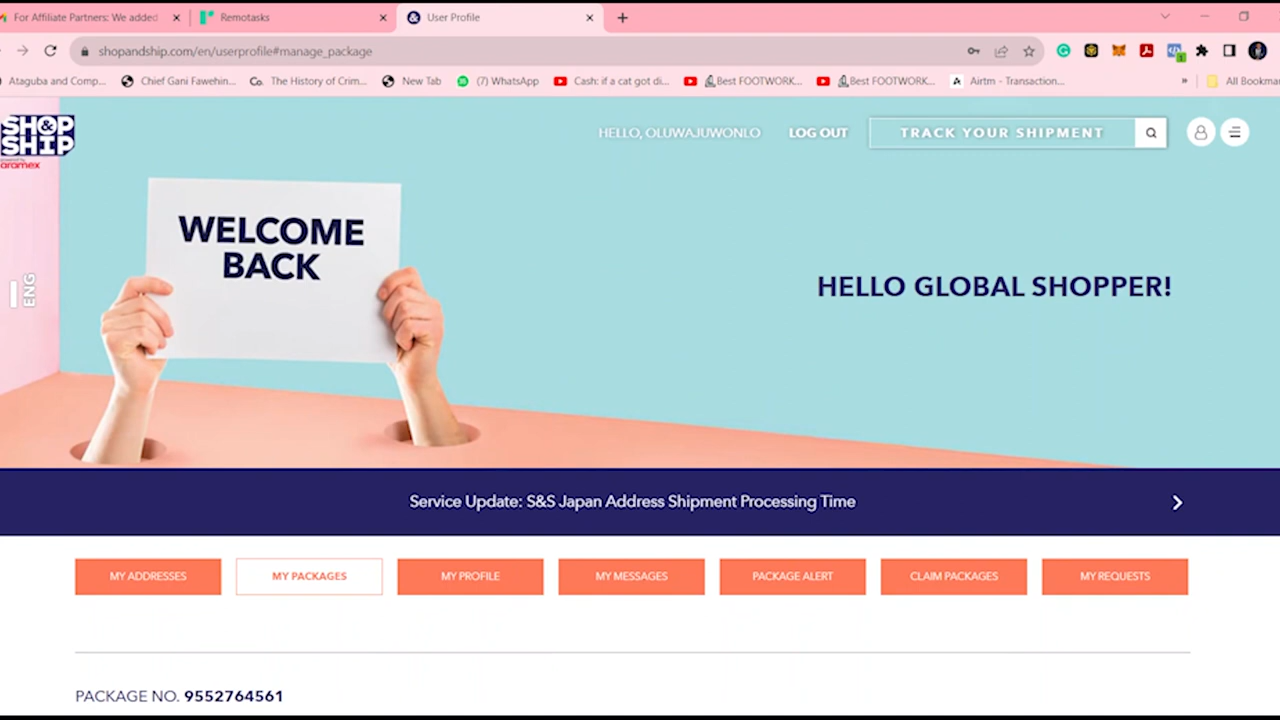 For Affiliate Partners: We added
Remotasks
User Profile
shopandship.com/en/userprofile#manage_package
Ataguba and Comp...
Chief Gani Fawehin...
Co.
The History of Crim...
New Tab
(7) WhatsApp
Cash: if a cat got di...
Best FOOTWORK...
Best FOOTWORK...
A
Airtm - Transaction...
»
All Bookmar
SHOP
&
SHIP
powered by
aramex
HELLO, OLUWAJUWONLO
LOG OUT
TRACK YOUR SHIPMENT
WELCOME
BACK
ENG
HELLO GLOBAL SHOPPER!
Service Update: S&S Japan Address Shipment Processing Time
MY ADDRESSES
MY PACKAGES
MY PROFILE
MY MESSAGES
PACKAGE ALERT
CLAIM PACKAGES
MY REQUESTS
PACKAGE NO. 9552764561